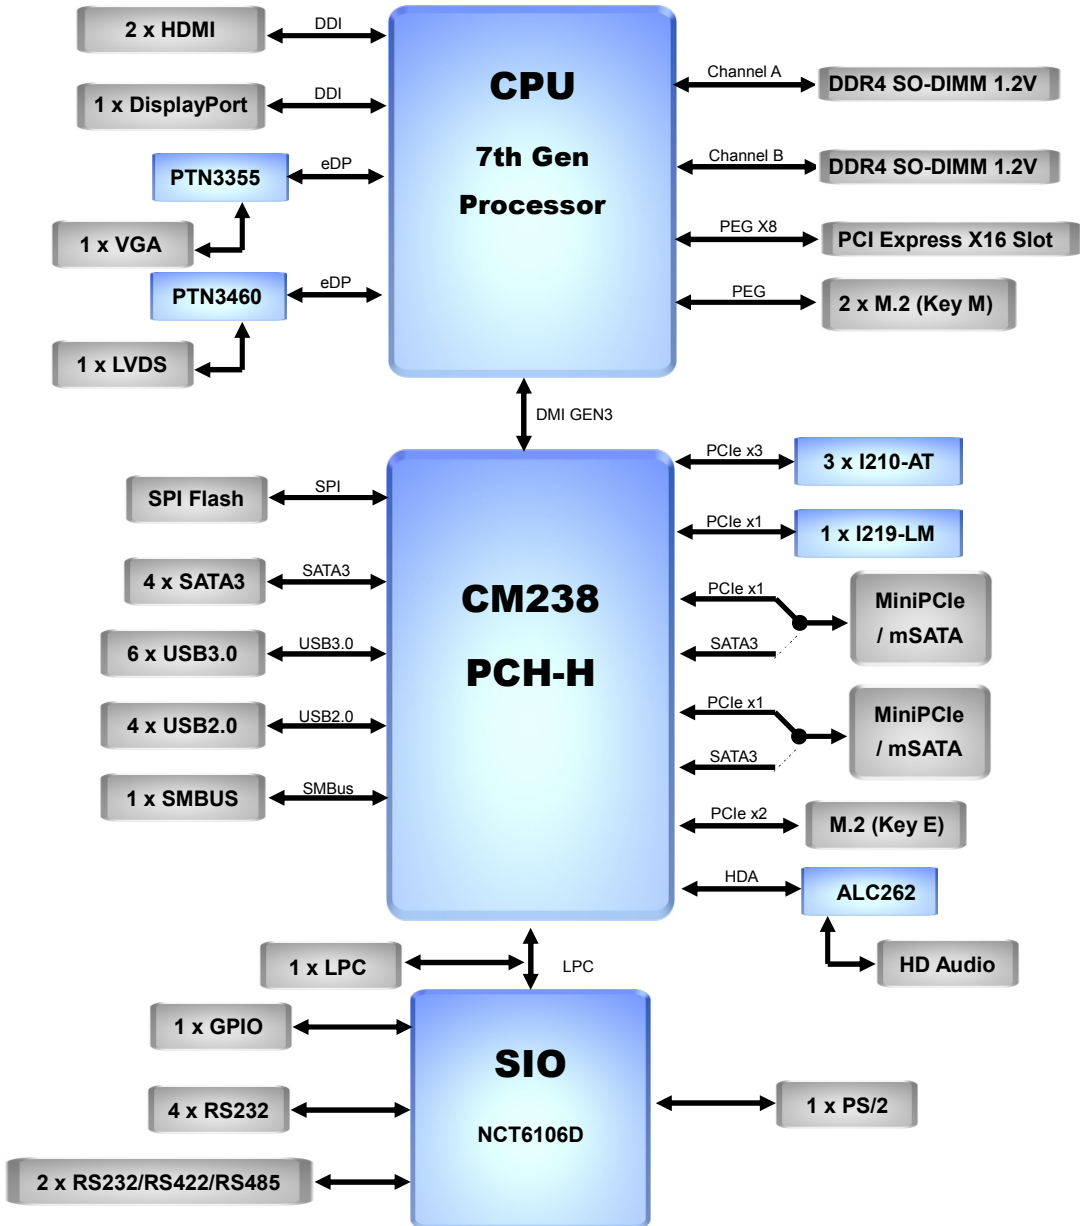 2 x HDMI
DDI
1 x DisplayPort
DDI
PTN3355
eDP
1 x VGA
PTN3460
eDP
1 x LVDS
CPU
7th Gen
Processor
Channel A
DDR4 SO-DIMM 1.2V
Channel B
DDR4 SO-DIMM 1.2V
PEG X8
PCI Express X16 Slot
PEG
2 x M.2 (Key M)
DMI GEN3
SPI Flash
SPI
4 x SATA3
SATA3
6 x USB3.0
USB3.0
4 x USB2.0
USB2.0
1 x SMBUS
SMBus
CM238
PCH-H
PCIe x3
3 x I210-AT
PCIe x1
1 x I219-LM
PCIe x1
SATA3
MiniPCIe
/ mSATA
PCIe x1
SATA3
MiniPCIe
/ mSATA
PCIe x2
M.2 (Key E)
HDA
ALC262
HD Audio
1 x LPC
LPC
1 x GPIO
4 x RS232
2 x RS232/RS422/RS485
SIO
NCT6106D
1 x PS/2